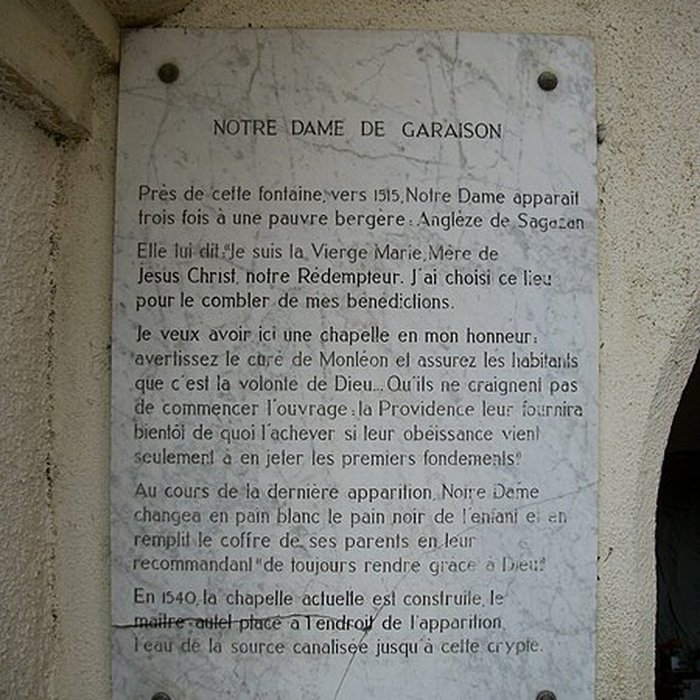 NOTRE DAME DE GARAISON
Près de cette fontaine, vers 1515, Notre Dame apparait
trois fois à une pauvre bergère : Anglèze de Sagazan
Elle lui dit : "Je suis la Vierge Marie, Mère de
Jesus Christ, notre Rédempteur. J'ai choisi ce lieu
pour le combler de mes bénédictions.
Je veux avoir ici une chapelle en mon honneur :
avertissez le curé de Monléon et assurez les habitants
que c'est la volonté de Dieu... Qu'ils ne craignent pas
de commencer l'ouvrage : la Providence leur fournira
bientôt de quoi l'achever si leur obéissance vient
seulement à en jeter les premiers fondements"
Au cours de la dernière apparition, Notre Dame
changea en pain blanc le pain noir de l'enfant et en
remplit le coffre de ses parents en leur
recommandant "de toujours rendre grace à Dieu"
En 1540, la chapelle actuelle est construite, le
maître-autel placé à l'endroit de l'apparition,
l'eau de la source canalisée jusqu'à cette crypte.